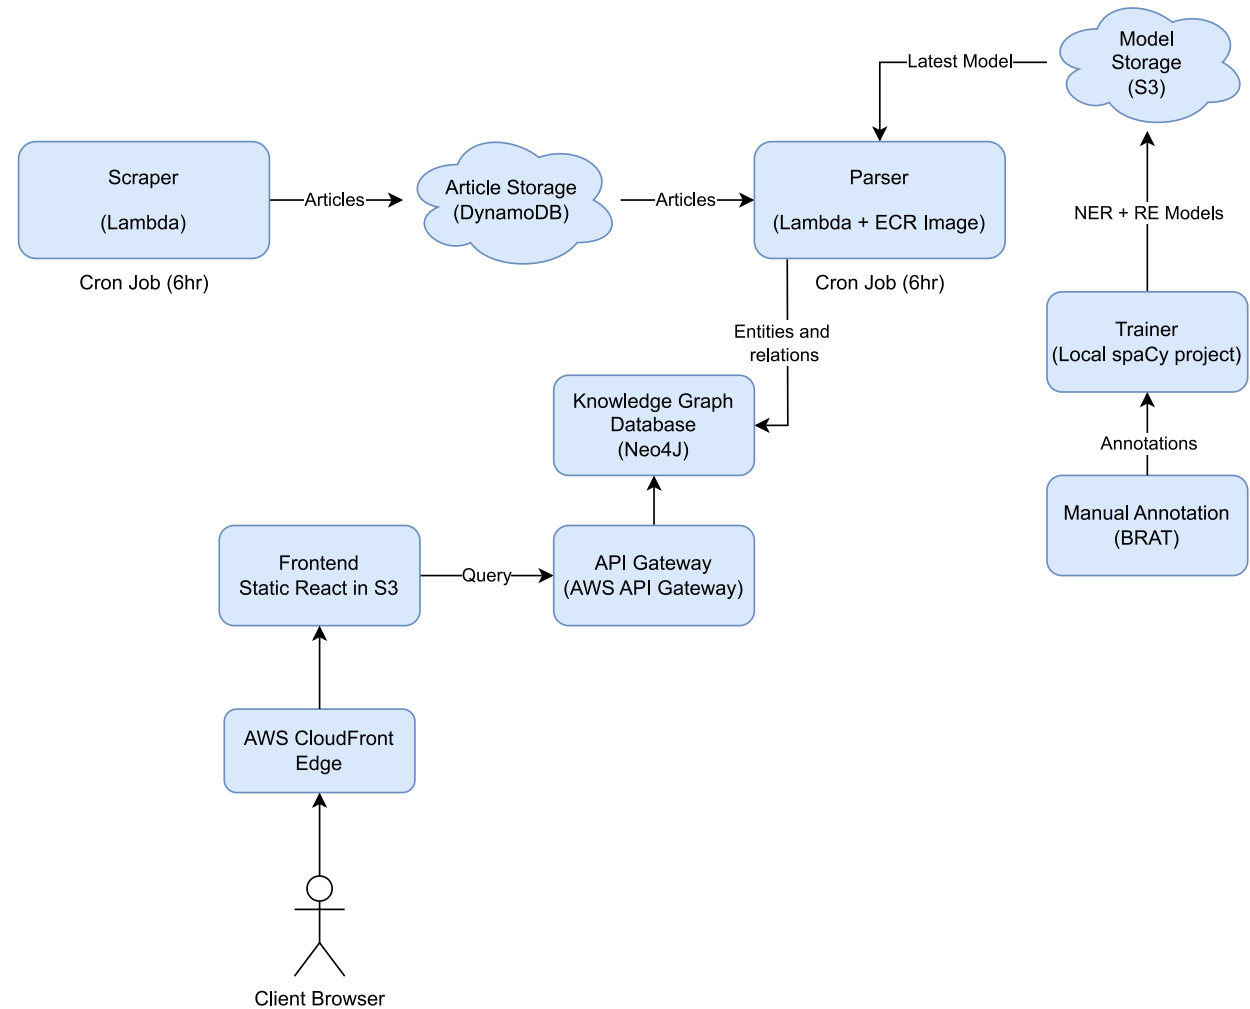 Model
Storage
(S3)
Latest Model
Scraper
(Lambda)
Articles
Article Storage
(DynamoDB)
Articles
Parser
(Lambda + ECR Image)
NER + RE Models
Cron Job (6hr)
Cron Job (6hr)
Entities and
relations
Trainer
(Local spaCy project)
Knowledge Graph
Database
(Neo4J)
Annotations
Manual Annotation
(BRAT)
Frontend
Static React in S3
Query
API Gateway
(AWS API Gateway)
AWS CloudFront
Edge
Client Browser